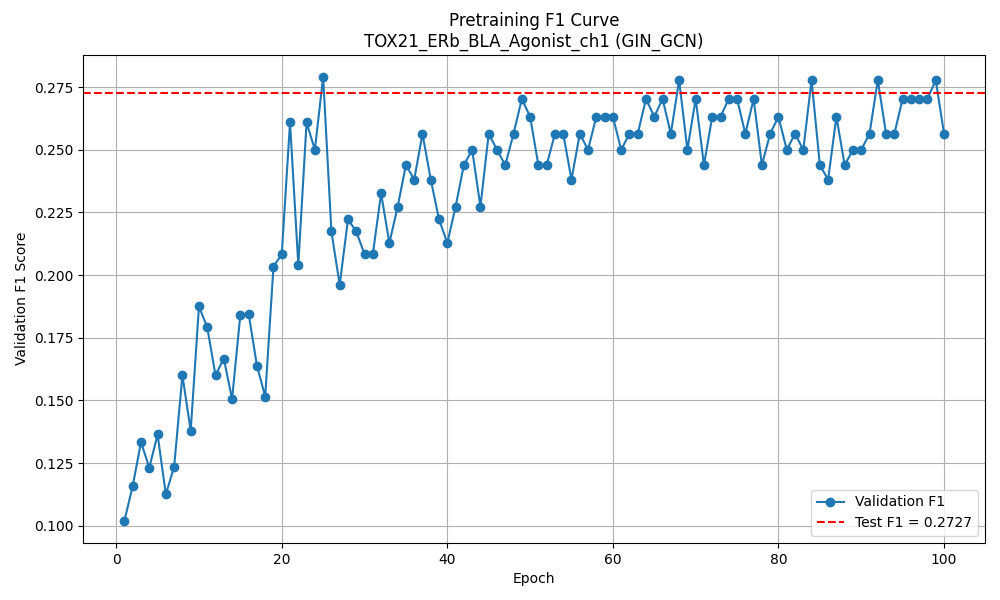 Pretraining F1 Curve
TOX21_ERb_BLA_Agonist_ch1 (GIN_GCN)
Validation F1 Score
0.275
0.250
0.225
0.200
0.175
0.150
0.125
0.100
0 20 40 60 80 100
Epoch
Validation F1
Test F1 = 0.2727